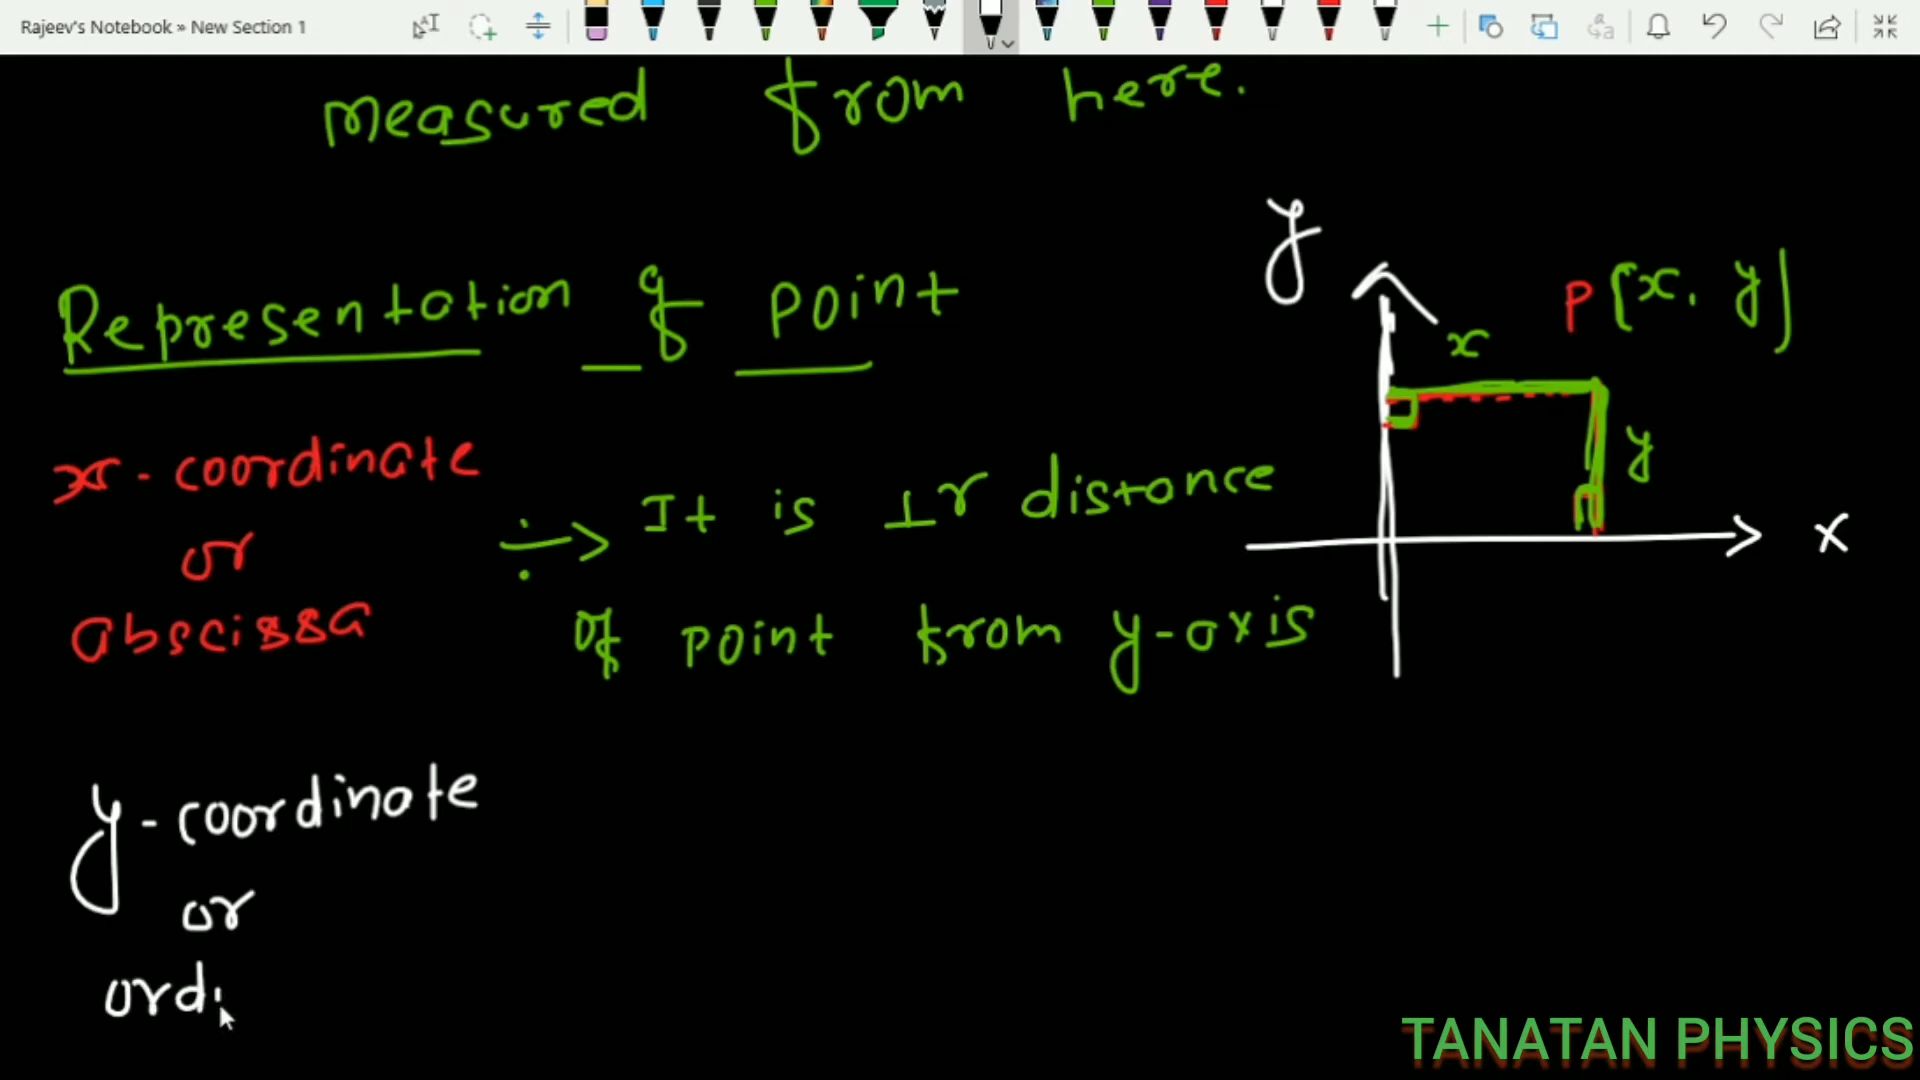 Rajeev's Notebook » New Section 1
measured from here.
y
P [x, y]
Representation of point
x
x-coordinate
y
÷> It is ⊥r distance
x
or
of point from y-axis
abscissa
y-coordinate
or
ordi
TANATAN PHYSICS